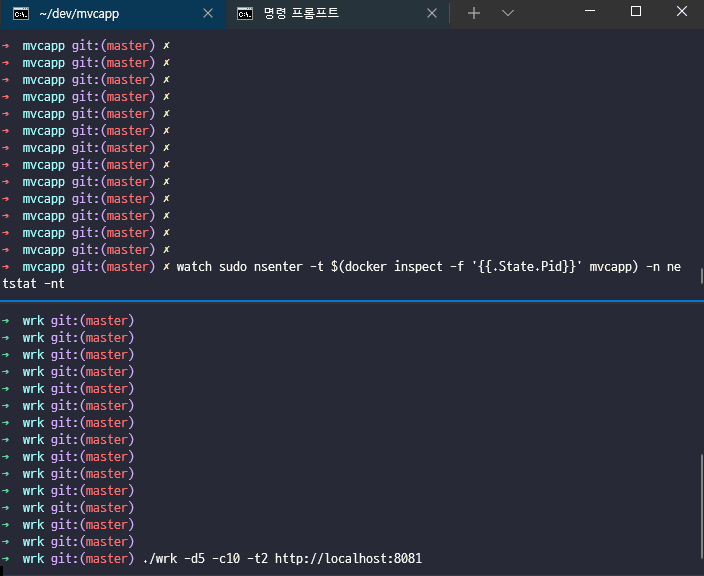 ~/dev/mvcapp
명령 프롬프트
→ mvcapp git:(master) ✗
→ mvcapp git:(master) ✗
→ mvcapp git:(master) ✗
→ mvcapp git:(master) ✗
→ mvcapp git:(master) ✗
→ mvcapp git:(master) ✗
→ mvcapp git:(master) ✗
→ mvcapp git:(master) ✗
→ mvcapp git:(master) ✗
→ mvcapp git:(master) ✗
→ mvcapp git:(master) ✗
→ mvcapp git:(master) ✗
→ mvcapp git:(master) ✗
→ mvcapp git:(master) ✗ watch sudo nsenter -t $(docker inspect -f '{{.State.Pid}}' mvcapp) -n ne
tstat -nt
→ wrk git:(master)
→ wrk git:(master)
→ wrk git:(master)
→ wrk git:(master)
→ wrk git:(master)
→ wrk git:(master)
→ wrk git:(master)
→ wrk git:(master)
→ wrk git:(master)
→ wrk git:(master)
→ wrk git:(master)
→ wrk git:(master)
→ wrk git:(master)
→ wrk git:(master)
→ wrk git:(master) ./wrk -d5 -c10 -t2 http://localhost:8081